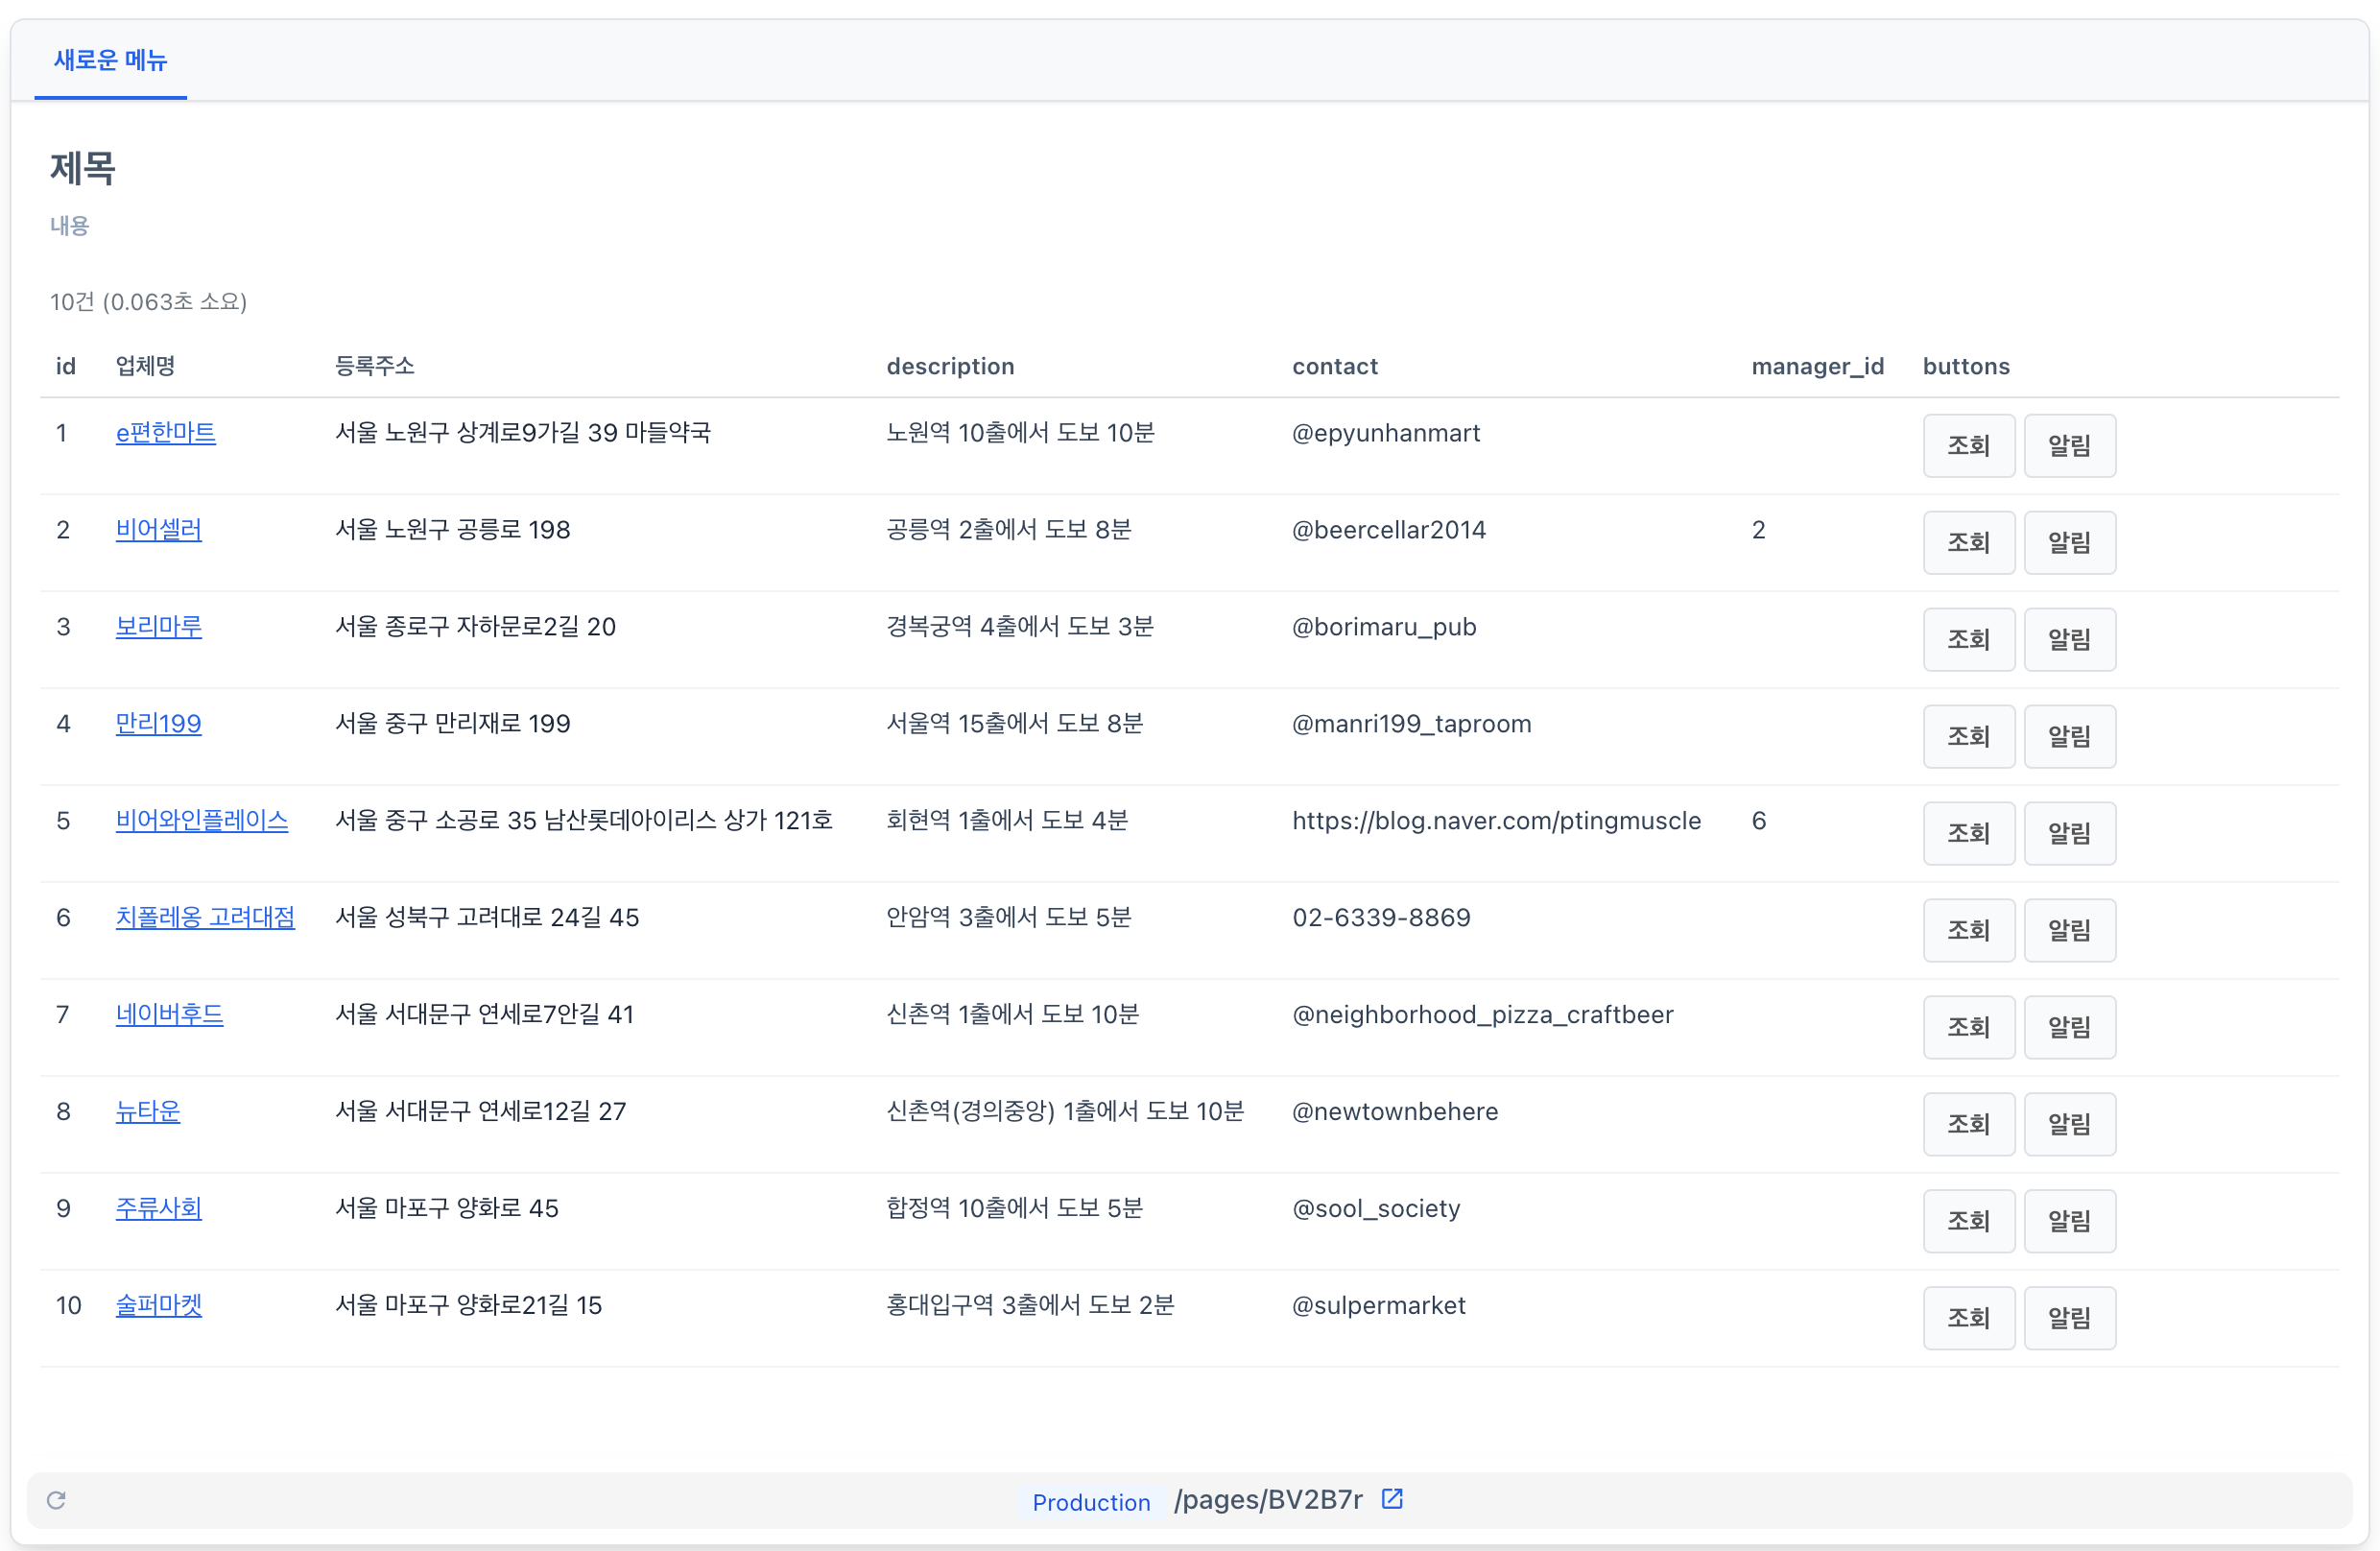 새로운 메뉴
제목
내용
10건 (0.063초 소요)
id 업체명 등록주소 description contact manager_id buttons
1 e편한마트 서울 노원구 상계로9가길 39 마들약국 노원역 10출에서 도보 10분 @epyunhanmart 조회 알림
2 비어셀러 서울 노원구 공릉로 198 공릉역 2출에서 도보 8분 @beercellar2014 2 조회 알림
3 보리마루 서울 종로구 자하문로2길 20 경복궁역 4출에서 도보 3분 @borimaru_pub 조회 알림
4 만리199 서울 중구 만리재로 199 서울역 15출에서 도보 8분 @manri199_taproom 조회 알림
5 비어와인플레이스 서울 중구 소공로 35 남산롯데아이리스 상가 121호 회현역 1출에서 도보 4분 https://blog.naver.com/ptingmuscle 6 조회 알림
6 치폴레옹 고려대점 서울 성북구 고려대로 24길 45 안암역 3출에서 도보 5분 02-6339-8869 조회 알림
7 네이버후드 서울 서대문구 연세로7안길 41 신촌역 1출에서 도보 10분 @neighborhood_pizza_craftbeer 조회 알림
8 뉴타운 서울 서대문구 연세로12길 27 신촌역(경의중앙) 1출에서 도보 10분 @newtownbehere 조회 알림
9 주류사회 서울 마포구 양화로 45 합정역 10출에서 도보 5분 @sool_society 조회 알림
10 술퍼마켓 서울 마포구 양화로21길 15 홍대입구역 3출에서 도보 2분 @sulpermarket 조회 알림
Production /pages/BV2B7r